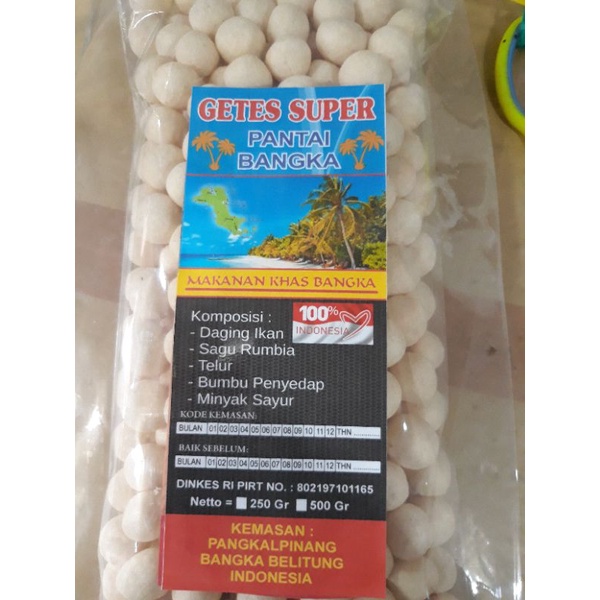 GETES SUPER
PANTAI
BANGKA
MAKANAN KHAS BANGKA
Komposisi :
100%
INDONESIA
- Daging Ikan
- Sagu Rumbia
- Telur
- Bumbu Penyedap
- Minyak Sayur
KODE KEMASAN:
BULAN 01 02 03 04 05 06 07 08 09 10 11 12 THN ..........
BAIK SEBELUM:
BULAN 01 02 03 04 05 06 07 08 09 10 11 12 THN ..........
DINKES RI PIRT NO. : 802197101165
Netto = 250 Gr 500 Gr
KEMASAN :
PANGKALPINANG
BANGKA BELITUNG
INDONESIA